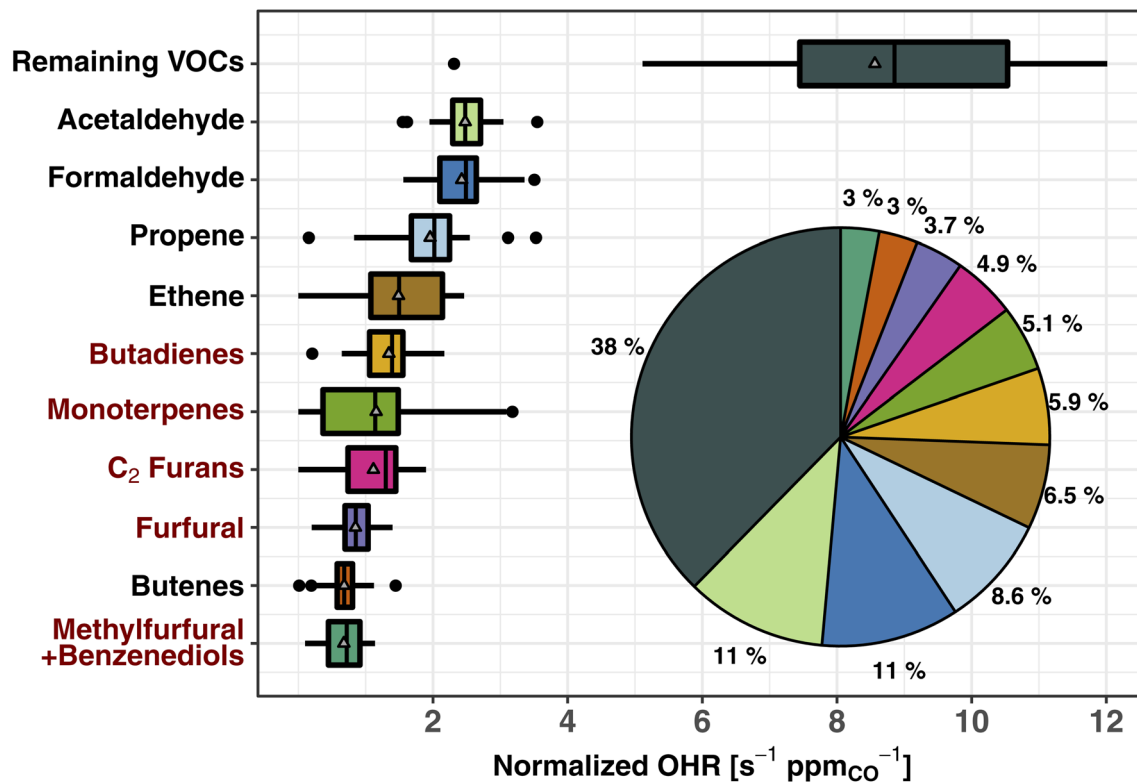 Remaining VOCs
Acetaldehyde
Formaldehyde
Propene
Ethene
Butadienes
Monoterpenes
C₂ Furans
Furfural
Butenes
Methylfurfural
+Benzenediols
3 %
3 %
3.7 %
4.9 %
5.1 %
5.9 %
6.5 %
8.6 %
11 %
11 %
38 %
2 4 6 8 10 12
Normalized OHR [s⁻¹ ppm_CO⁻¹]